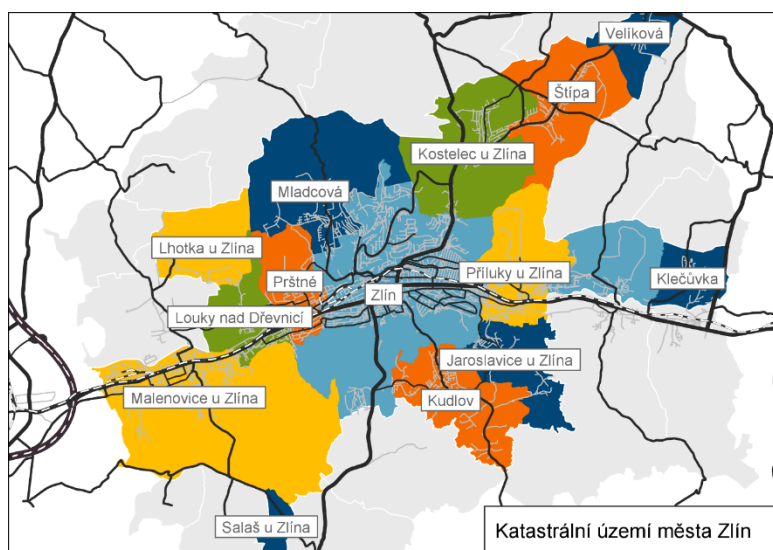 Velíková
Štípa
Kostelec u Zlína
Mladcová
Lhotka u Zlína
Prštné
Příluky u Zlína
Klečůvka
Zlín
Louky nad Dřevnicí
Jaroslavice u Zlína
Malenovice u Zlína
Kudlov
Salaš u Zlína
Katastrální území města Zlín